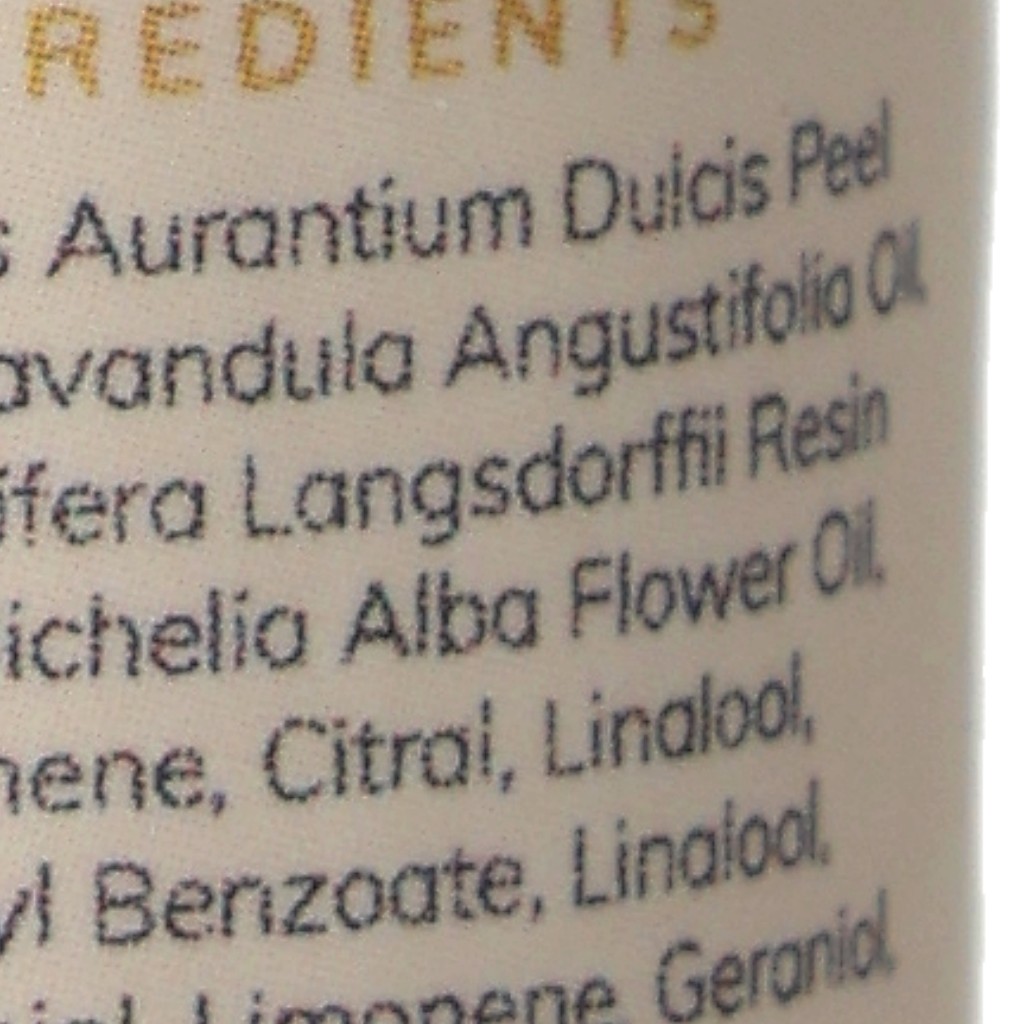 REDIENTS
s Aurantium Dulcis Peel
avandula Angustifolia Oil,
ifera Langsdorffii Resin
ichelia Alba Flower Oil,
nene, Citral, Linalool,
yl Benzoate, Linalool,
Limonene, Geraniol,